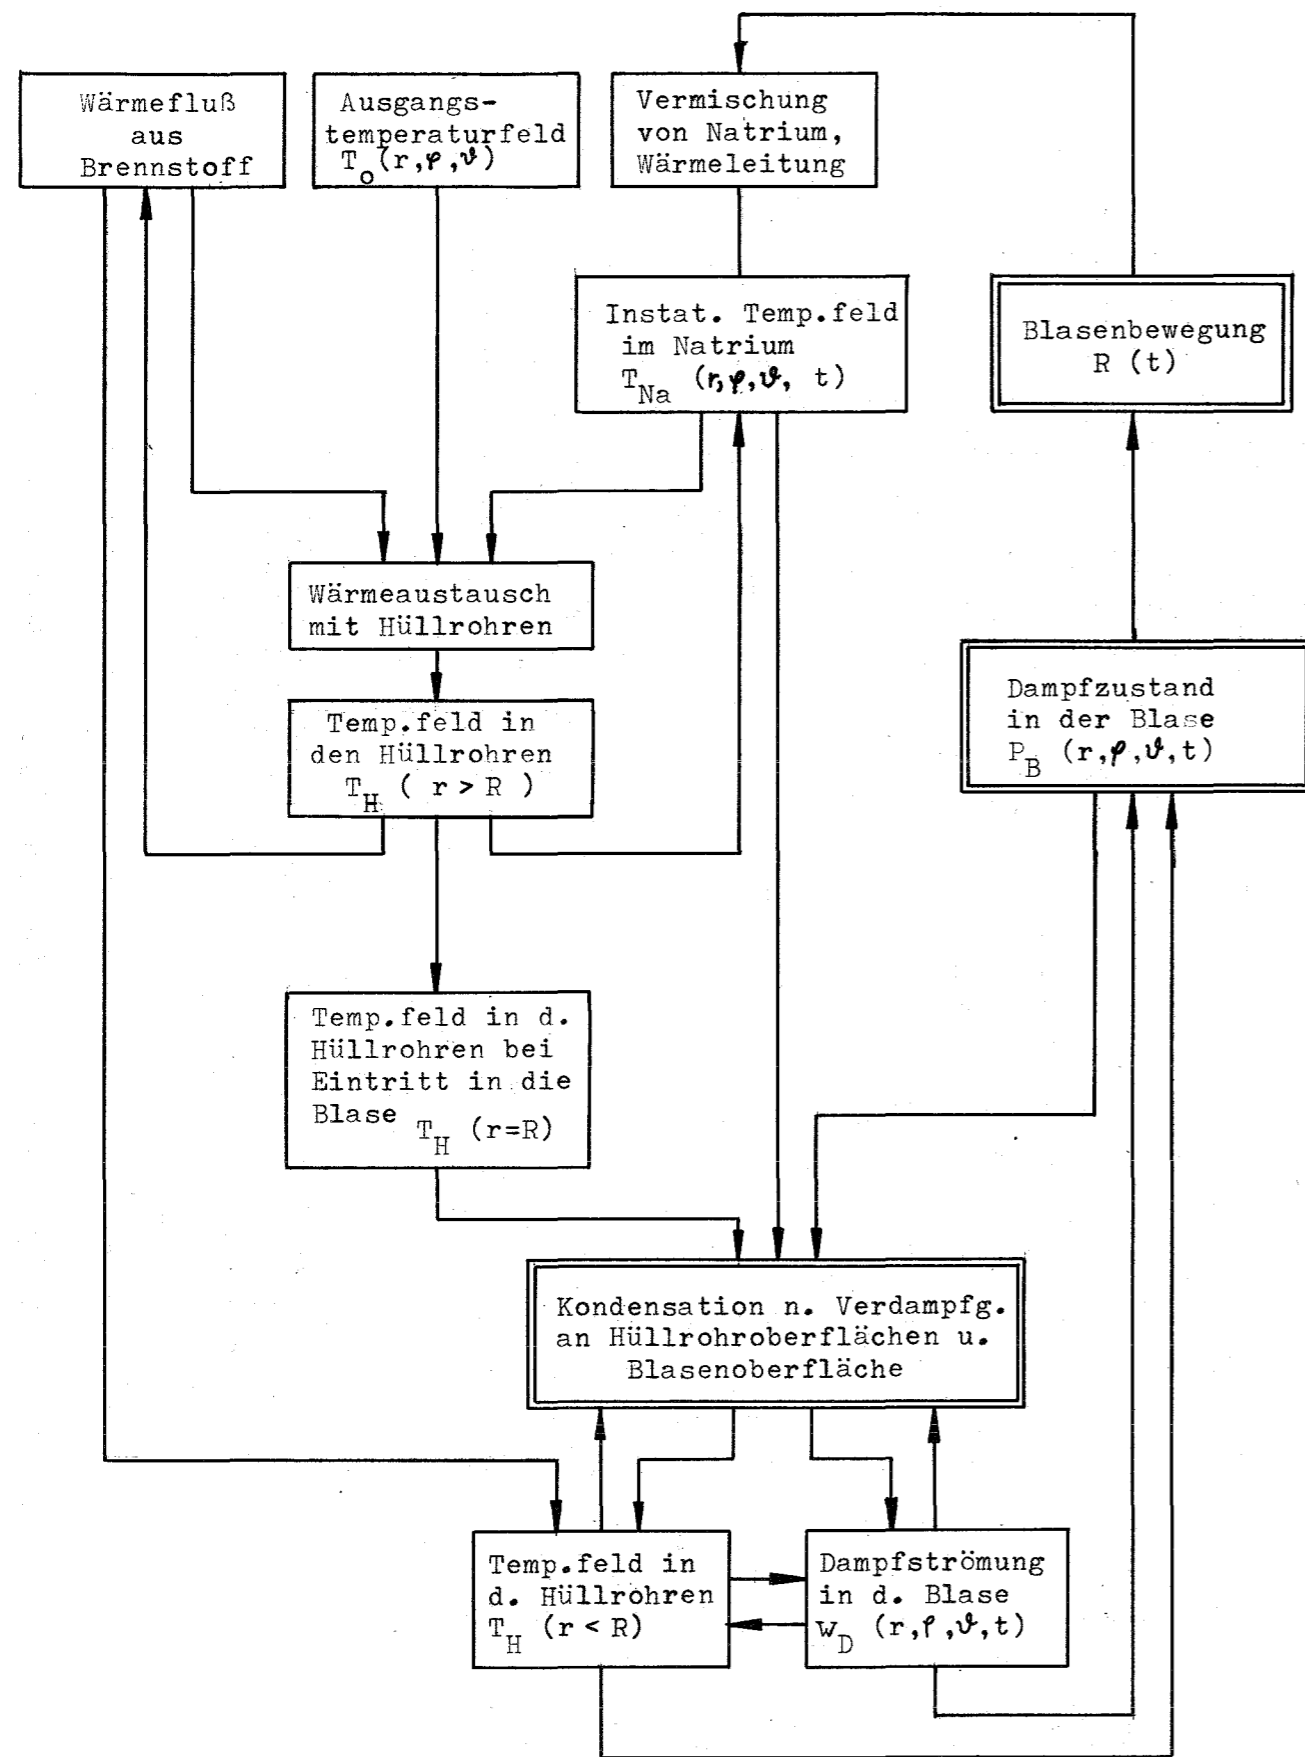 Wärmefluß
aus
Brennstoff
Ausgangs-
temperaturfeld
T_o (r,φ,ϑ)
Vermischung
von Natrium,
Wärmeleitung
Instat. Temp.feld
im Natrium
T_Na (r,φ,ϑ, t)
Blasenbewegung
R (t)
Wärmeaustausch
mit Hüllrohren
Temp.feld in
den Hüllrohren
T_H ( r > R )
Dampfzustand
in der Blase
P_B (r,φ,ϑ,t)
Temp.feld in d.
Hüllrohren bei
Eintritt in die
Blase T_H (r=R)
Kondensation n. Verdampfg.
an Hüllrohroberflächen u.
Blasenoberfläche
Temp.feld in
d. Hüllrohren
T_H (r < R)
Dampfströmung
in d. Blase
w_D (r,φ,ϑ,t)